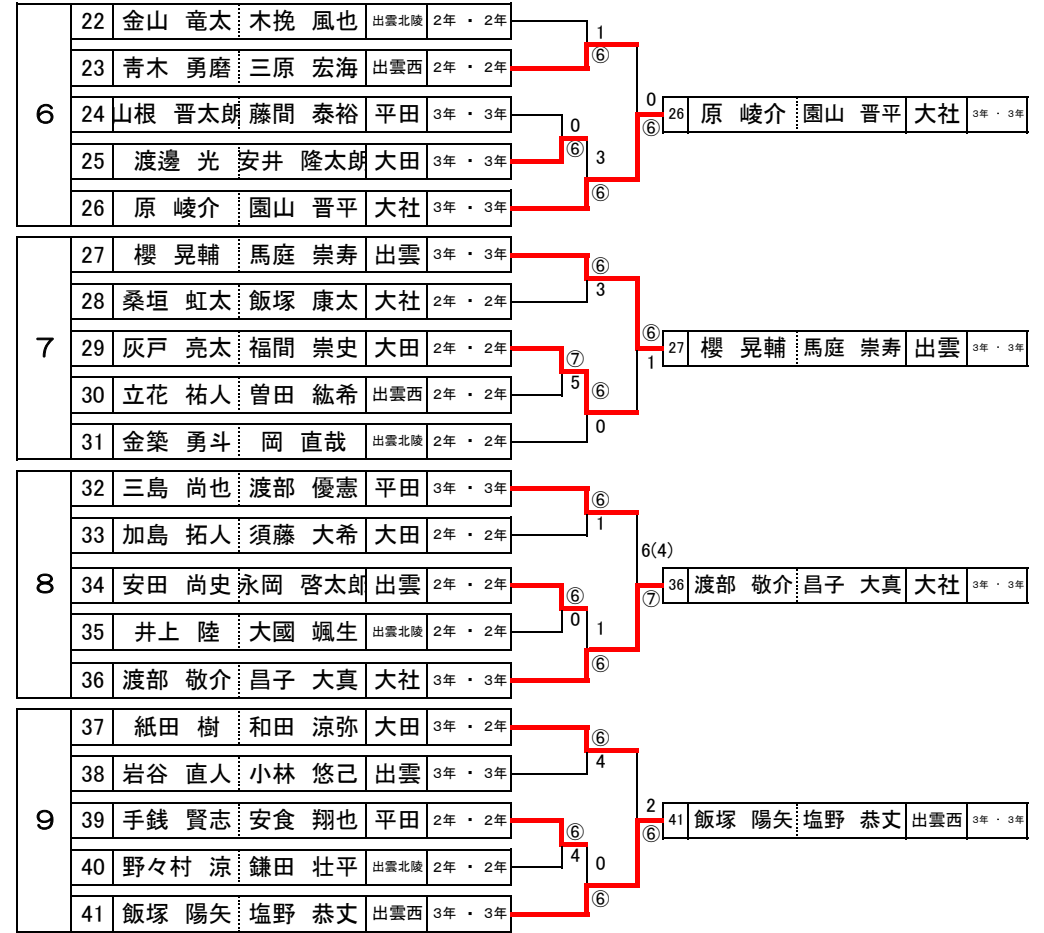 22 金山 竜太 木挽 風也 出雲北陵 2年 ・ 2年
1
⑥
23 青木 勇磨 三原 宏海 出雲西 2年 ・ 2年
6 24 山根 晋太朗 藤間 泰裕 平田 3年 ・ 3年
0
⑥
0
⑥
26 原 崚介 園山 晋平 大社 3年 ・ 3年
25 渡邊 光 安井 隆太朗 大田 3年 ・ 3年
3
⑥
26 原 崚介 園山 晋平 大社 3年 ・ 3年
27 櫻 晃輔 馬庭 崇寿 出雲 3年 ・ 3年
⑥
3
28 桑垣 虹太 飯塚 康太 大社 2年 ・ 2年
7 29 灰戸 亮太 福間 崇史 大田 2年 ・ 2年
⑦
5
⑥
1
27 櫻 晃輔 馬庭 崇寿 出雲 3年 ・ 3年
30 立花 祐人 曽田 紘希 出雲西 2年 ・ 2年
⑥
0
31 金築 勇斗 岡 直哉 出雲北陵 2年 ・ 2年
32 三島 尚也 渡部 優憲 平田 3年 ・ 3年
⑥
1
33 加島 拓人 須藤 大希 大田 2年 ・ 2年
8 34 安田 尚史 永岡 啓太郎 出雲 2年 ・ 2年
⑥
0
6(4)
⑦
36 渡部 敬介 昌子 大真 大社 3年 ・ 3年
35 井上 陸 大國 颯生 出雲北陵 2年 ・ 2年
1
⑥
36 渡部 敬介 昌子 大真 大社 3年 ・ 3年
37 紙田 樹 和田 涼弥 大田 3年 ・ 2年
⑥
4
38 岩谷 直人 小林 悠己 出雲 3年 ・ 3年
9 39 手銭 賢志 安食 翔也 平田 2年 ・ 2年
⑥
4
2
⑥
41 飯塚 陽矢 塩野 恭丈 出雲西 3年 ・ 3年
40 野々村 涼 鎌田 壮平 出雲北陵 2年 ・ 2年
0
⑥
41 飯塚 陽矢 塩野 恭丈 出雲西 3年 ・ 3年